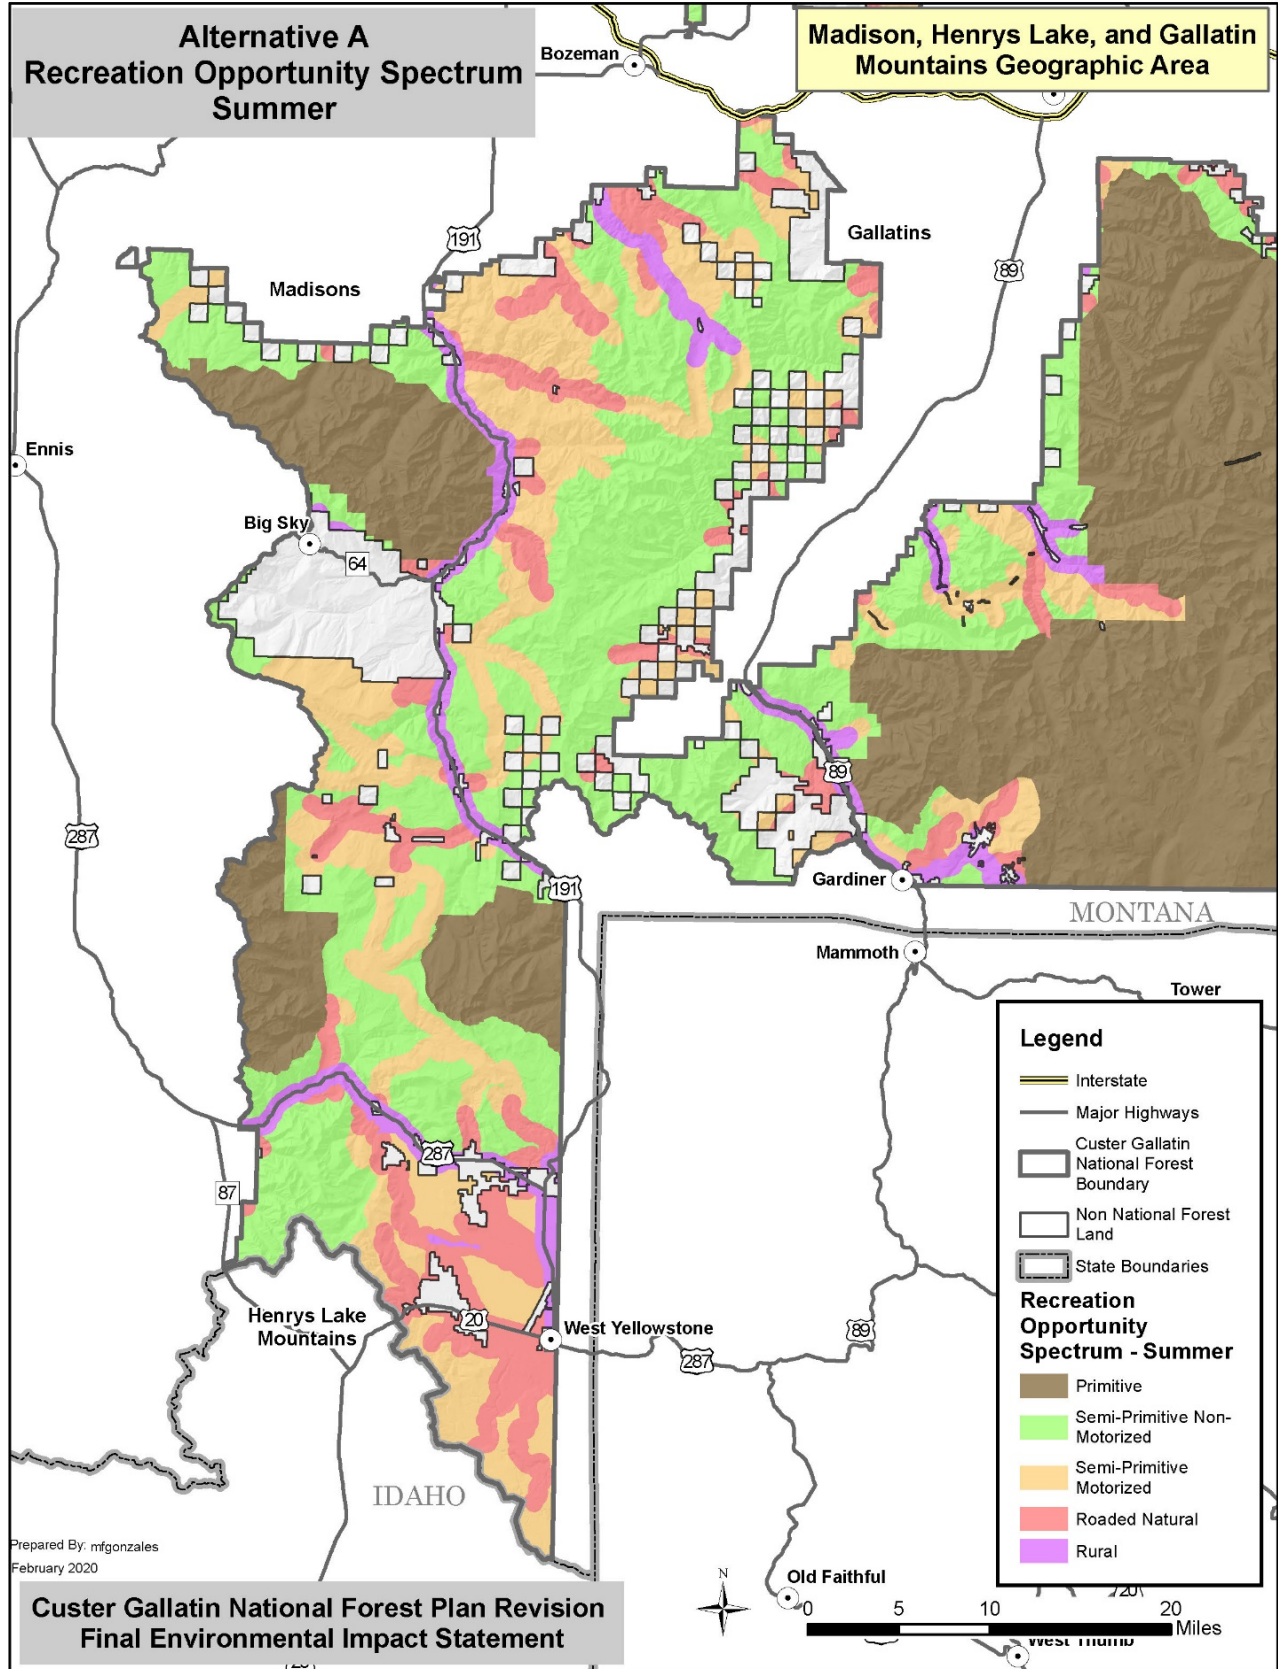 Alternative A
Recreation Opportunity Spectrum
Summer
Madison, Henrys Lake, and Gallatin
Mountains Geographic Area
Bozeman
191
Gallatins
Madisons
89
Ennis
Big Sky
64
287
89
191
Gardiner
MONTANA
Mammoth
Tower
287
87
Henrys Lake
Mountains
20
West Yellowstone
89
287
IDAHO
Legend
Interstate
Major Highways
Custer Gallatin
National Forest
Boundary
Non National Forest
Land
State Boundaries
Recreation
Opportunity
Spectrum - Summer
Primitive
Semi-Primitive Non-
Motorized
Semi-Primitive
Motorized
Roaded Natural
Rural
Prepared By: mfgonzales
February 2020
Custer Gallatin National Forest Plan Revision
Final Environmental Impact Statement
N
Old Faithful
20
0 5 10 20
Miles
West Thumb